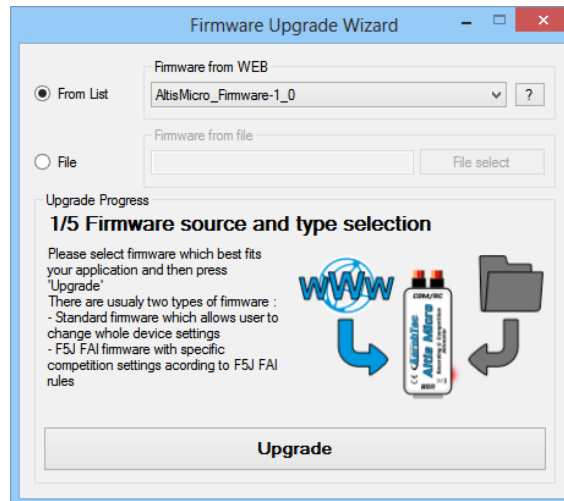 Firmware Upgrade Wizard
Firmware from WEB
From List
AltisMicro_Firmware-1_0
?
Firmware from file
File
File select
Upgrade Progress
1/5 Firmware source and type selection
Please select firmware which best fits
your application and then press
'Upgrade'
There are usualy two types of firmware :
- Standard firmware which allows user to
change whole device settings
- F5J FAI firmware with specific
competition settings acording to F5J FAI
rules
WWW
Altis Micro
Upgrade